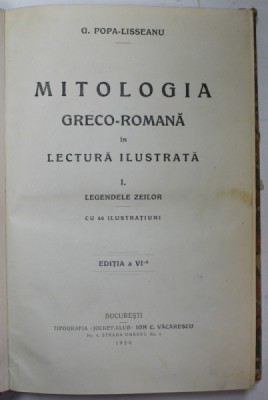 G. POPA-LISSEANU
MITOLOGIA
GRECO-ROMANĂ
ÎN
LECTURĂ ILUSTRATĂ
I.
LEGENDELE ZEILOR
CU 66 ILUSTRAȚIUNI
EDIȚIA a VI-a
BUCUREȘTI
TIPOGRAFIA «JOCKEY-CLUB» ION C. VĂCĂRESCU